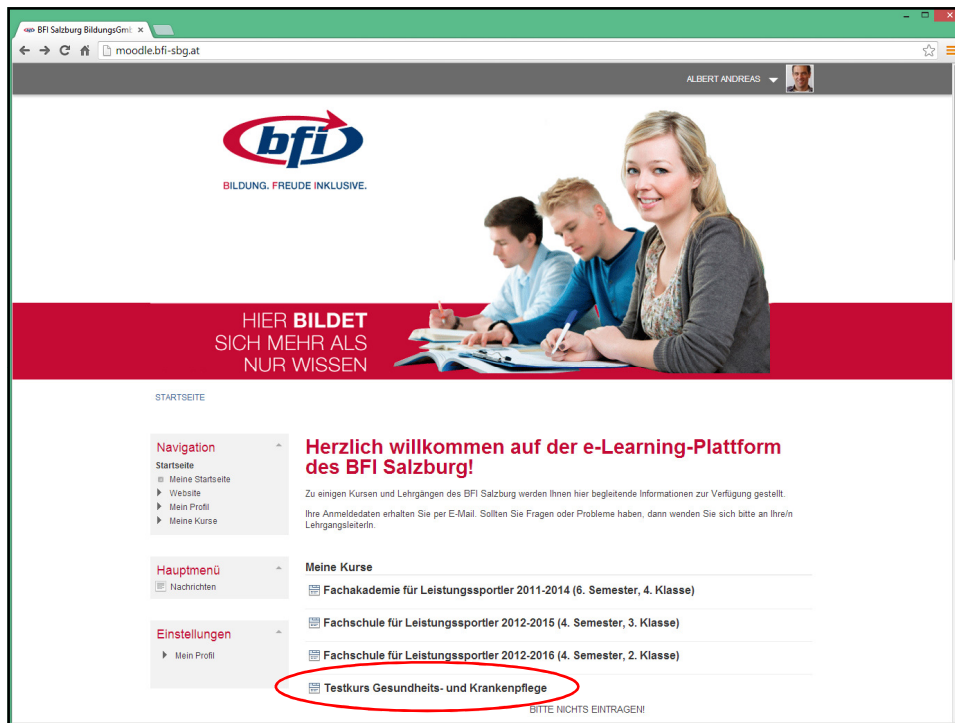 BFI Salzburg BildungsGmb
moodle.bfi-sbg.at
ALBERT ANDREAS
bfi
BILDUNG. FREUDE INKLUSIVE.
HIER BILDET
SICH MEHR ALS
NUR WISSEN
STARTSEITE
Navigation
Startseite
Meine Startseite
Website
Mein Profil
Meine Kurse
Hauptmenü
Nachrichten
Einstellungen
Mein Profil
Herzlich willkommen auf der e-Learning-Plattform
des BFI Salzburg!
Zu einigen Kursen und Lehrgängen des BFI Salzburg werden Ihnen hier begleitende Informationen zur Verfügung gestellt.
Ihre Anmeldedaten erhalten Sie per E-Mail. Sollten Sie Fragen oder Probleme haben, dann wenden Sie sich bitte an Ihre/n
LehrgangsleiterIn.
Meine Kurse
Fachakademie für Leistungssportler 2011-2014 (6. Semester, 4. Klasse)
Fachschule für Leistungssportler 2012-2015 (4. Semester, 3. Klasse)
Fachschule für Leistungssportler 2012-2016 (4. Semester, 2. Klasse)
Testkurs Gesundheits- und Krankenpflege
BITTE NICHTS EINTRAGEN!